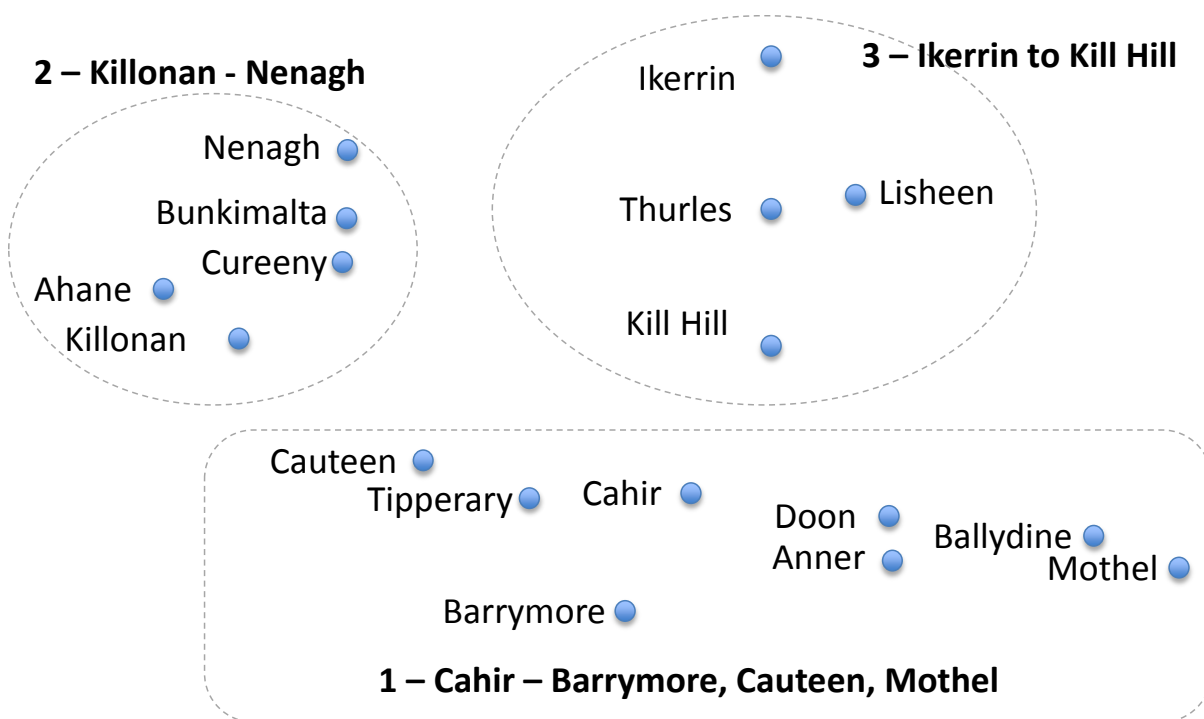 2 – Killonan - Nenagh
Nenagh
Bunkimalta
Cureeny
Ahane
Killonan
3 – Ikerrin to Kill Hill
Ikerrin
Thurles
Lisheen
Kill Hill
Cauteen
Tipperary
Cahir
Doon
Anner
Ballydine
Mothel
Barrymore
1 – Cahir – Barrymore, Cauteen, Mothel